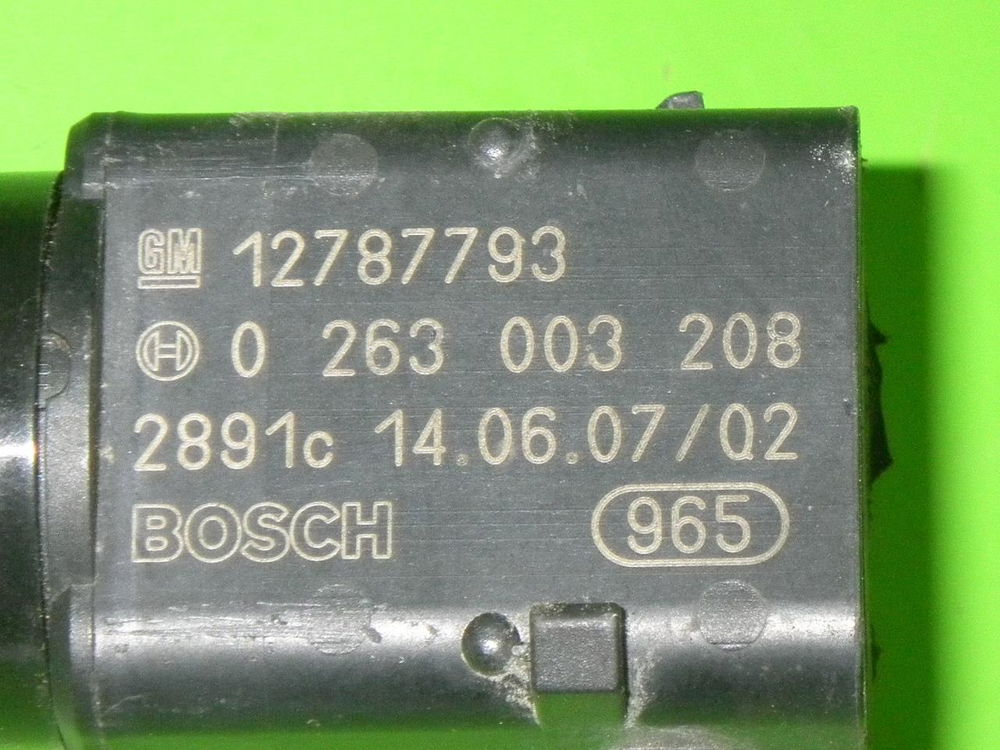 GM 12787793
H 0 263 003 208
2891c 14.06.07/Q2
BOSCH 965